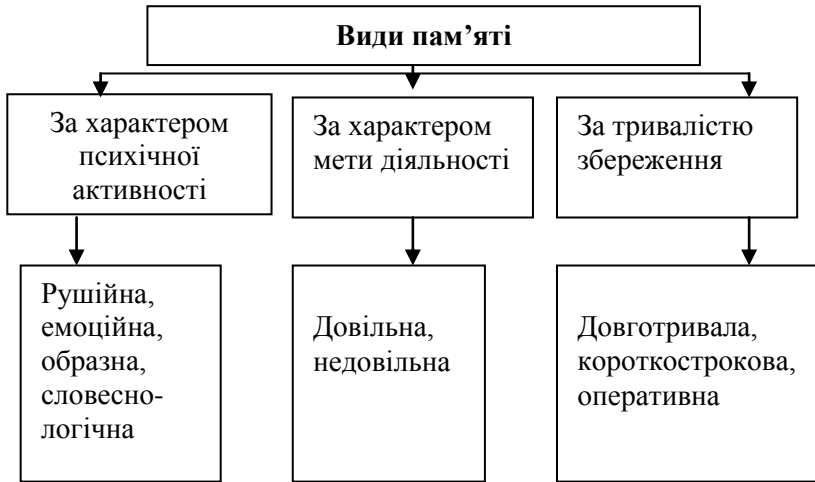 Види пам’яті
За характером
психічної
активності
За характером
мети діяльності
За тривалістю
збереження
Рушійна,
емоційна,
образна,
словесно-
логічна
Довільна,
недовільна
Довготривала,
короткострокова,
оперативна